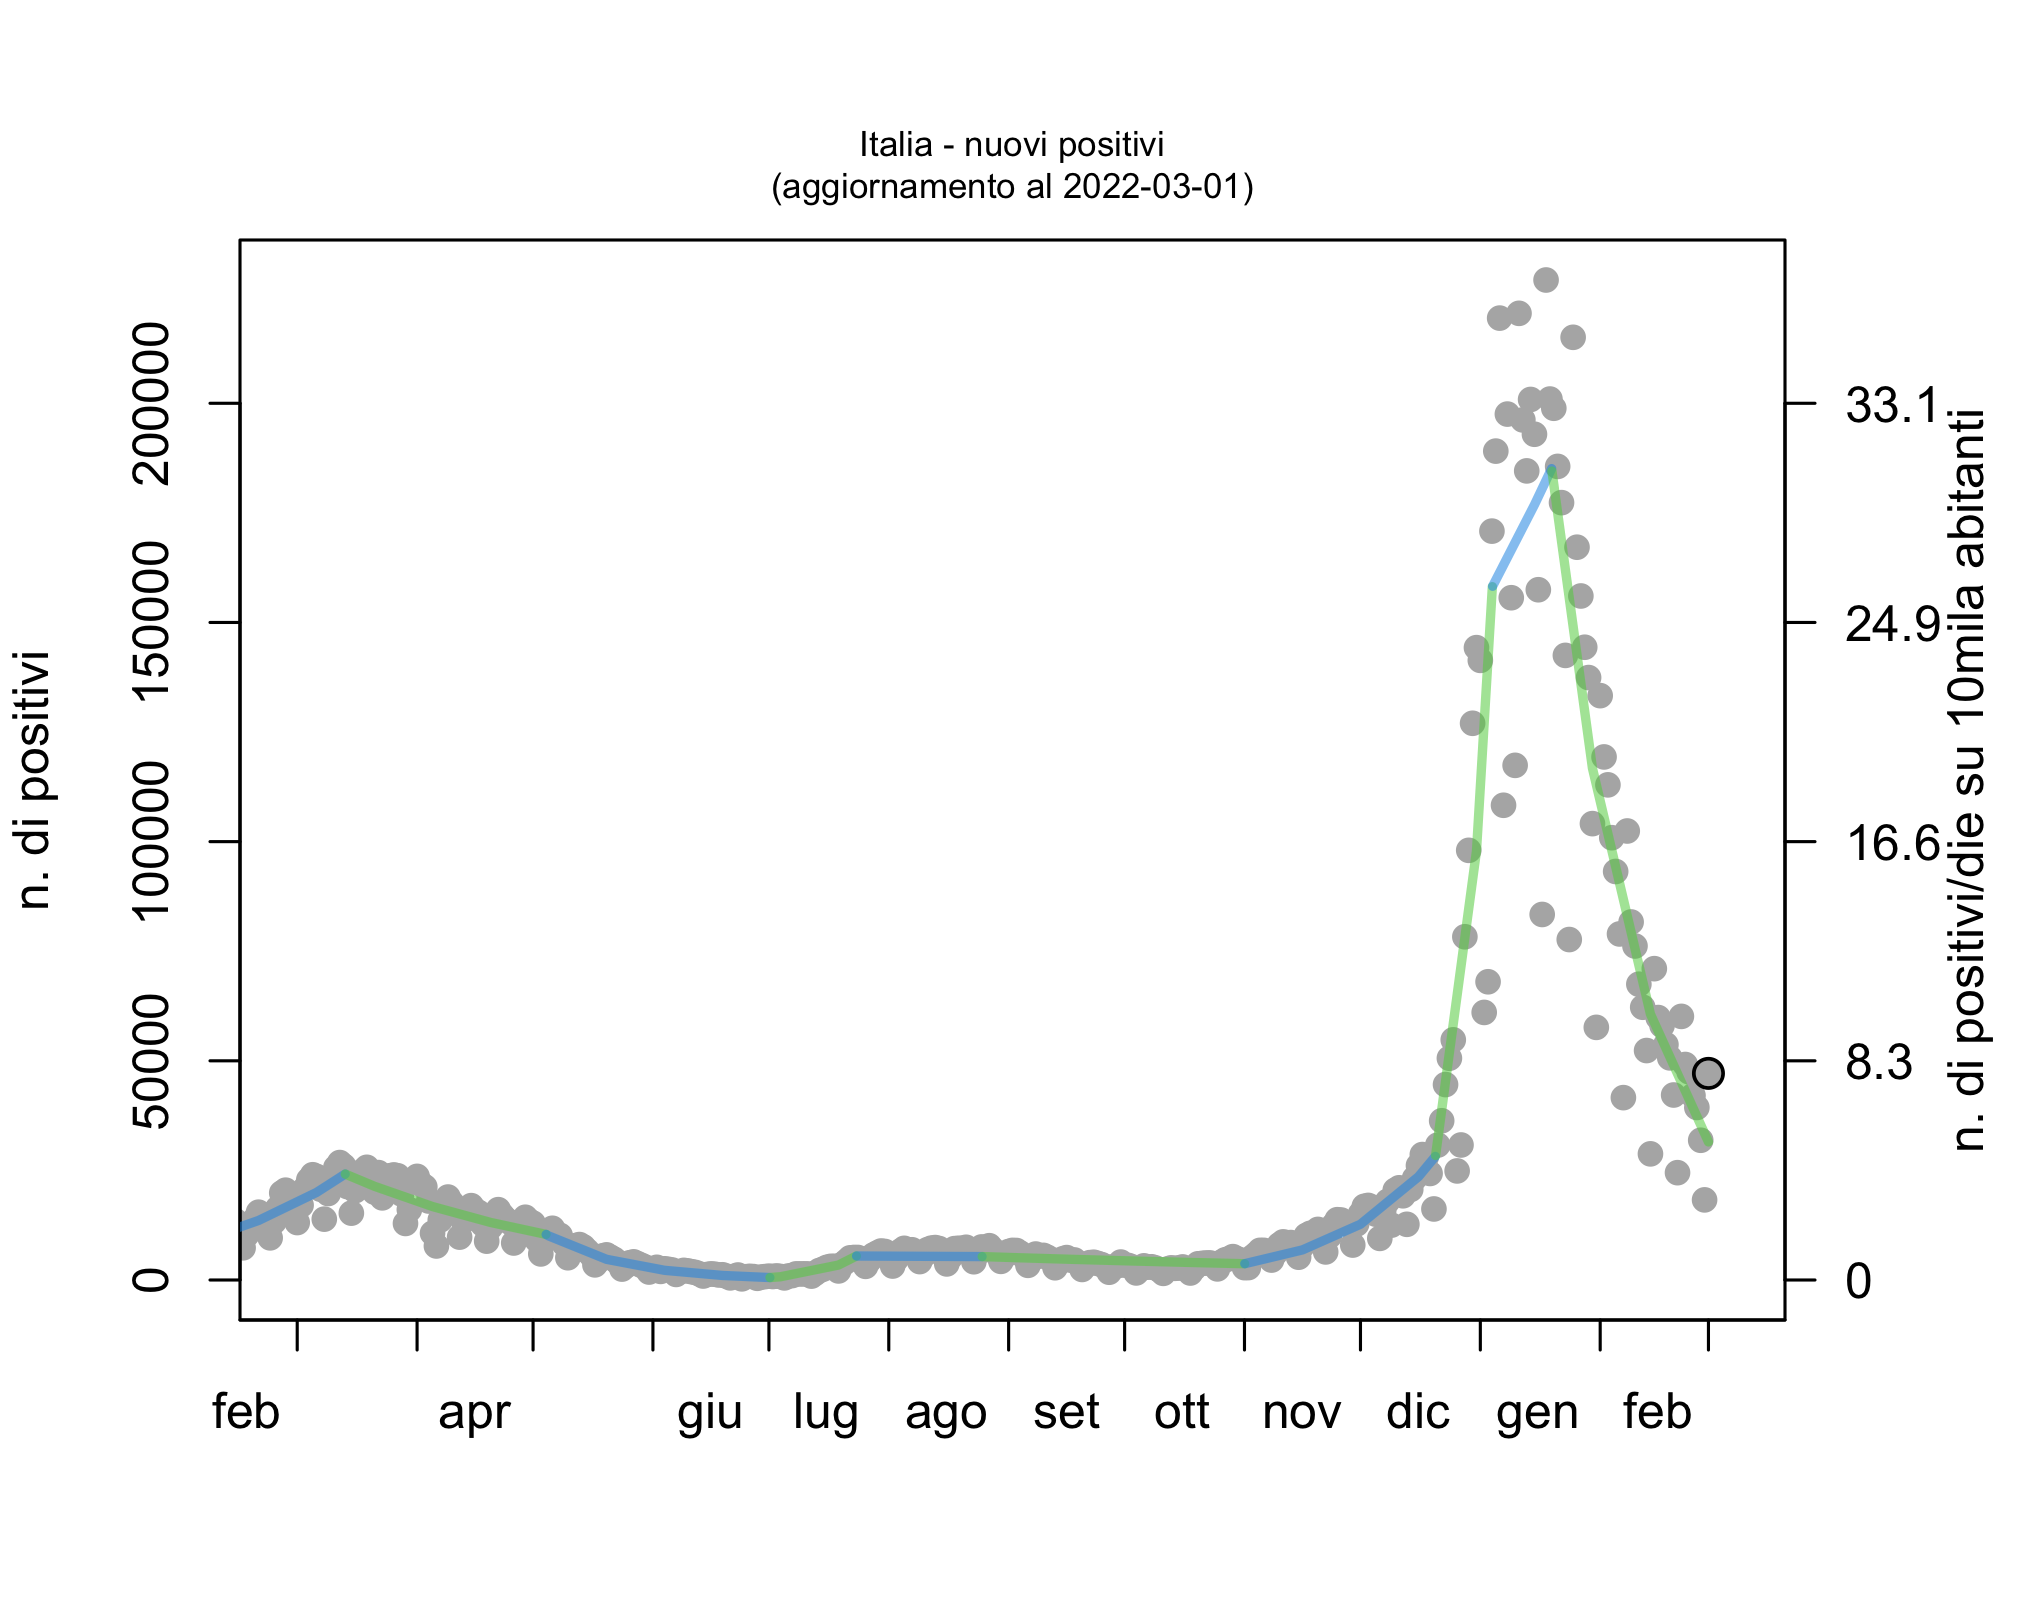 Italia - nuovi positivi
(aggiornamento al 2022-03-01)
n. di positivi
200000
150000
100000
50000
0
33.1
24.9
16.6
8.3
0
n. di positivi/die su 10mila abitanti
feb apr giu lug ago set ott nov dic gen feb